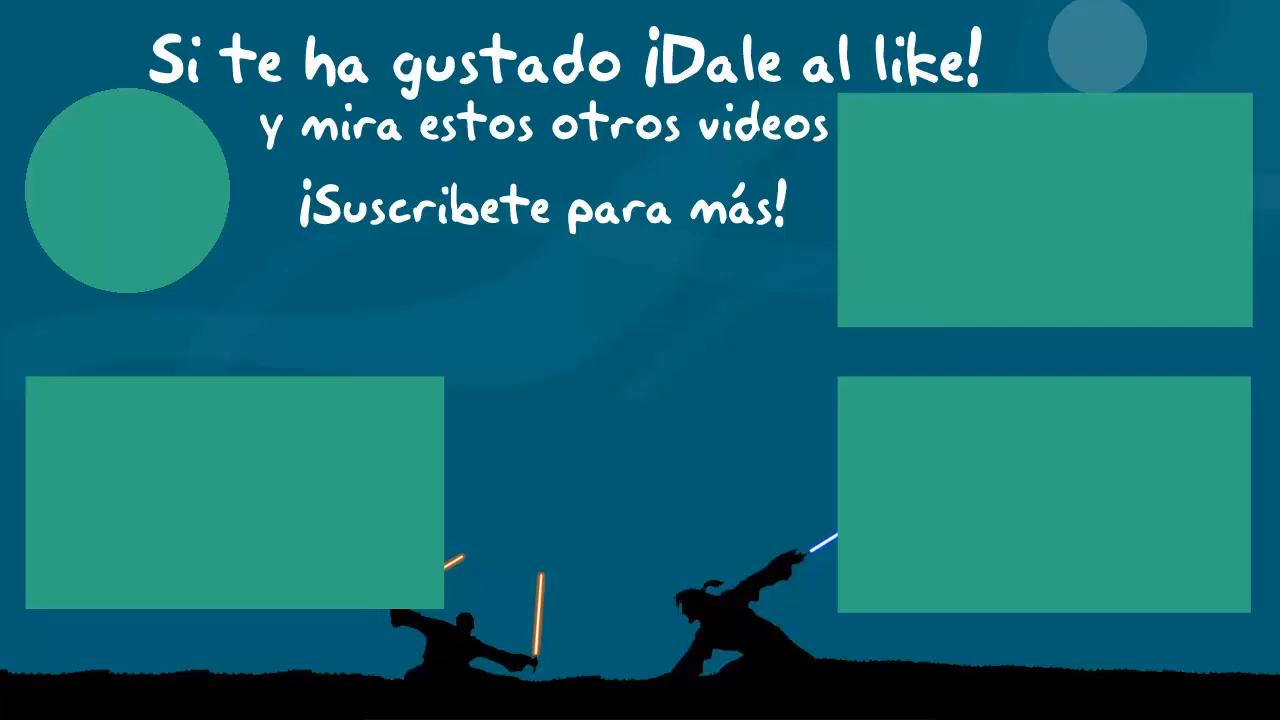 Si te ha gustado ¡Dale al like!
y mira estos otros videos
¡Suscribete para más!